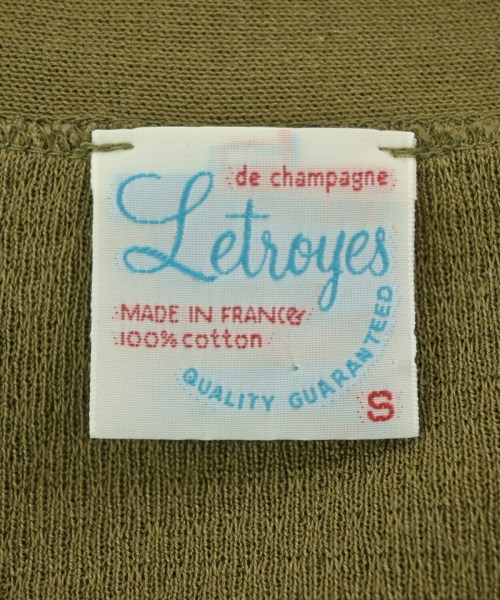 de champagne
Letroyes
MADE IN FRANCE
100% cotton
QUALITY GUARANTEED
S